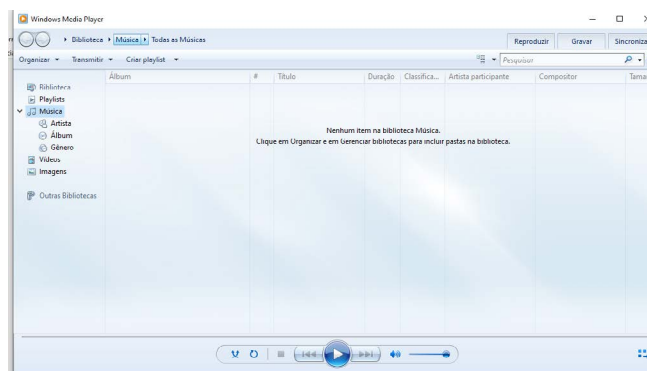 Windows Media Player
Biblioteca Música Todas as Músicas
Reproduzir Gravar Sincroniza
Organizar Transmitir Criar playlist Pesquisar
Álbum # Título Duração Classifica... Artista participante Compositor Tama
Biblioteca
Playlists
Música
Artista
Álbum
Gênero
Vídeos
Imagens
Outras Bibliotecas
Nenhum item na biblioteca Música.
Clique em Organizar e em Gerenciar bibliotecas para incluir pastas na biblioteca.